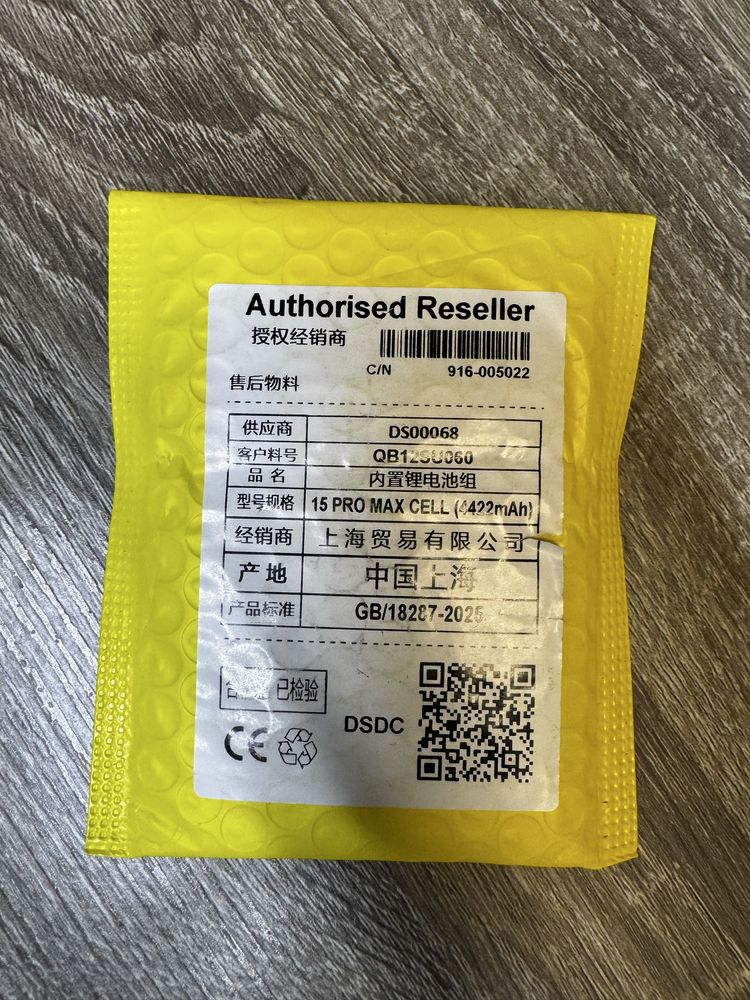 Authorised Reseller
授权经销商
C/N 916-005022
售后物料
供应商 DS00068
客户料号 QB12SU060
品名 内置锂电池组
型号规格 15 PRO MAX CELL (4422mAh)
经销商 上海贸易有限公司
产地 中国上海
产品标准 GB/18287-2025
已检验
DSDC
CE